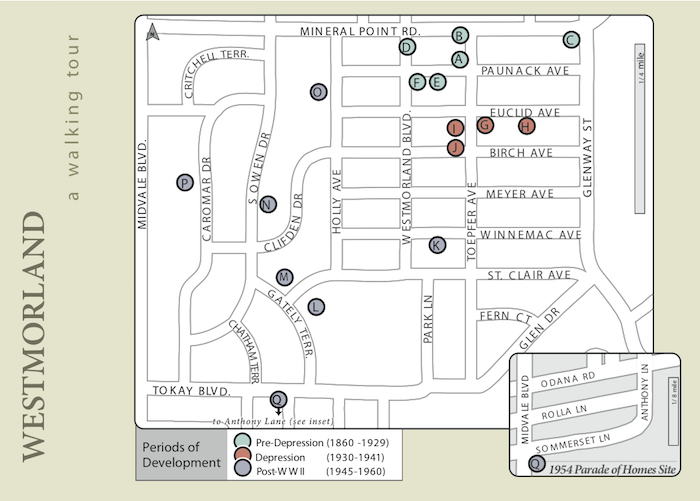 WESTMORLAND
a walking tour
MINERAL POINT RD.
CRITCHELL TERR.
PAUNACK AVE
EUCLID AVE
BIRCH AVE
MEYER AVE
WINNEMAC AVE
ST. CLAIR AVE
FERN CT
GLEN DR
MIDVALE BLVD.
CAROMAR DR
S OWEN DR
CLIFDEN DR
HOLLY AVE
WESTMORLAND BLVD.
TOEPFER AVE
GLENWAY ST
PARK LN
GATELY TERR.
CHATHAM TERR.
TOKAY BLVD.
A
B
C
D
E
F
G
H
I
J
K
L
M
N
O
P
Q
to Anthony Lane (see inset)
1/4 mile
Periods of
Development
Pre-Depression (1860 -1929)
Depression (1930-1941)
Post-WW II (1945-1960)
MIDVALE BLVD
ODANA RD
ROLLA LN
SOMMERSET LN
ANTHONY LN
1/8 mile
Q
1954 Parade of Homes Site